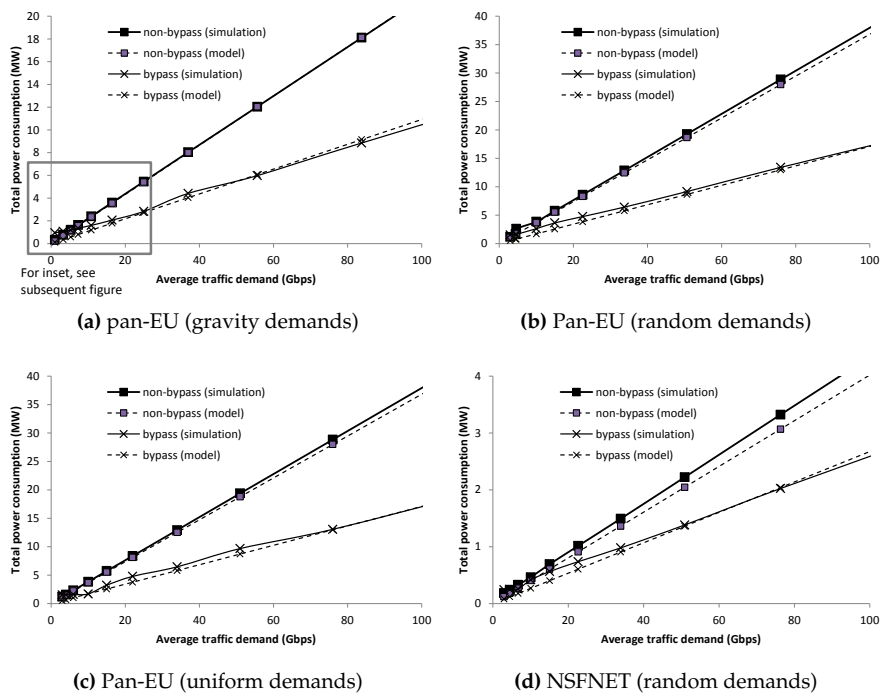 Total power consumption (MW)
20
18
16
14
12
10
8
6
4
2
0
non-bypass (simulation)
non-bypass (model)
bypass (simulation)
bypass (model)
0 20 40 60 80 100
For inset, see
subsequent figure
Average traffic demand (Gbps)
(a) pan-EU (gravity demands)
Total power consumption (MW)
40
35
30
25
20
15
10
5
0
non-bypass (simulation)
non-bypass (model)
bypass (simulation)
bypass (model)
0 20 40 60 80 100
Average traffic demand (Gbps)
(b) Pan-EU (random demands)
Total power consumption (MW)
40
35
30
25
20
15
10
5
0
non-bypass (simulation)
non-bypass (model)
bypass (simulation)
bypass (model)
0 20 40 60 80 100
Average traffic demand (Gbps)
(c) Pan-EU (uniform demands)
Total power consumption (MW)
4
3
2
1
0
non-bypass (simulation)
non-bypass (model)
bypass (simulation)
bypass (model)
0 20 40 60 80 100
Average traffic demand (Gbps)
(d) NSFNET (random demands)